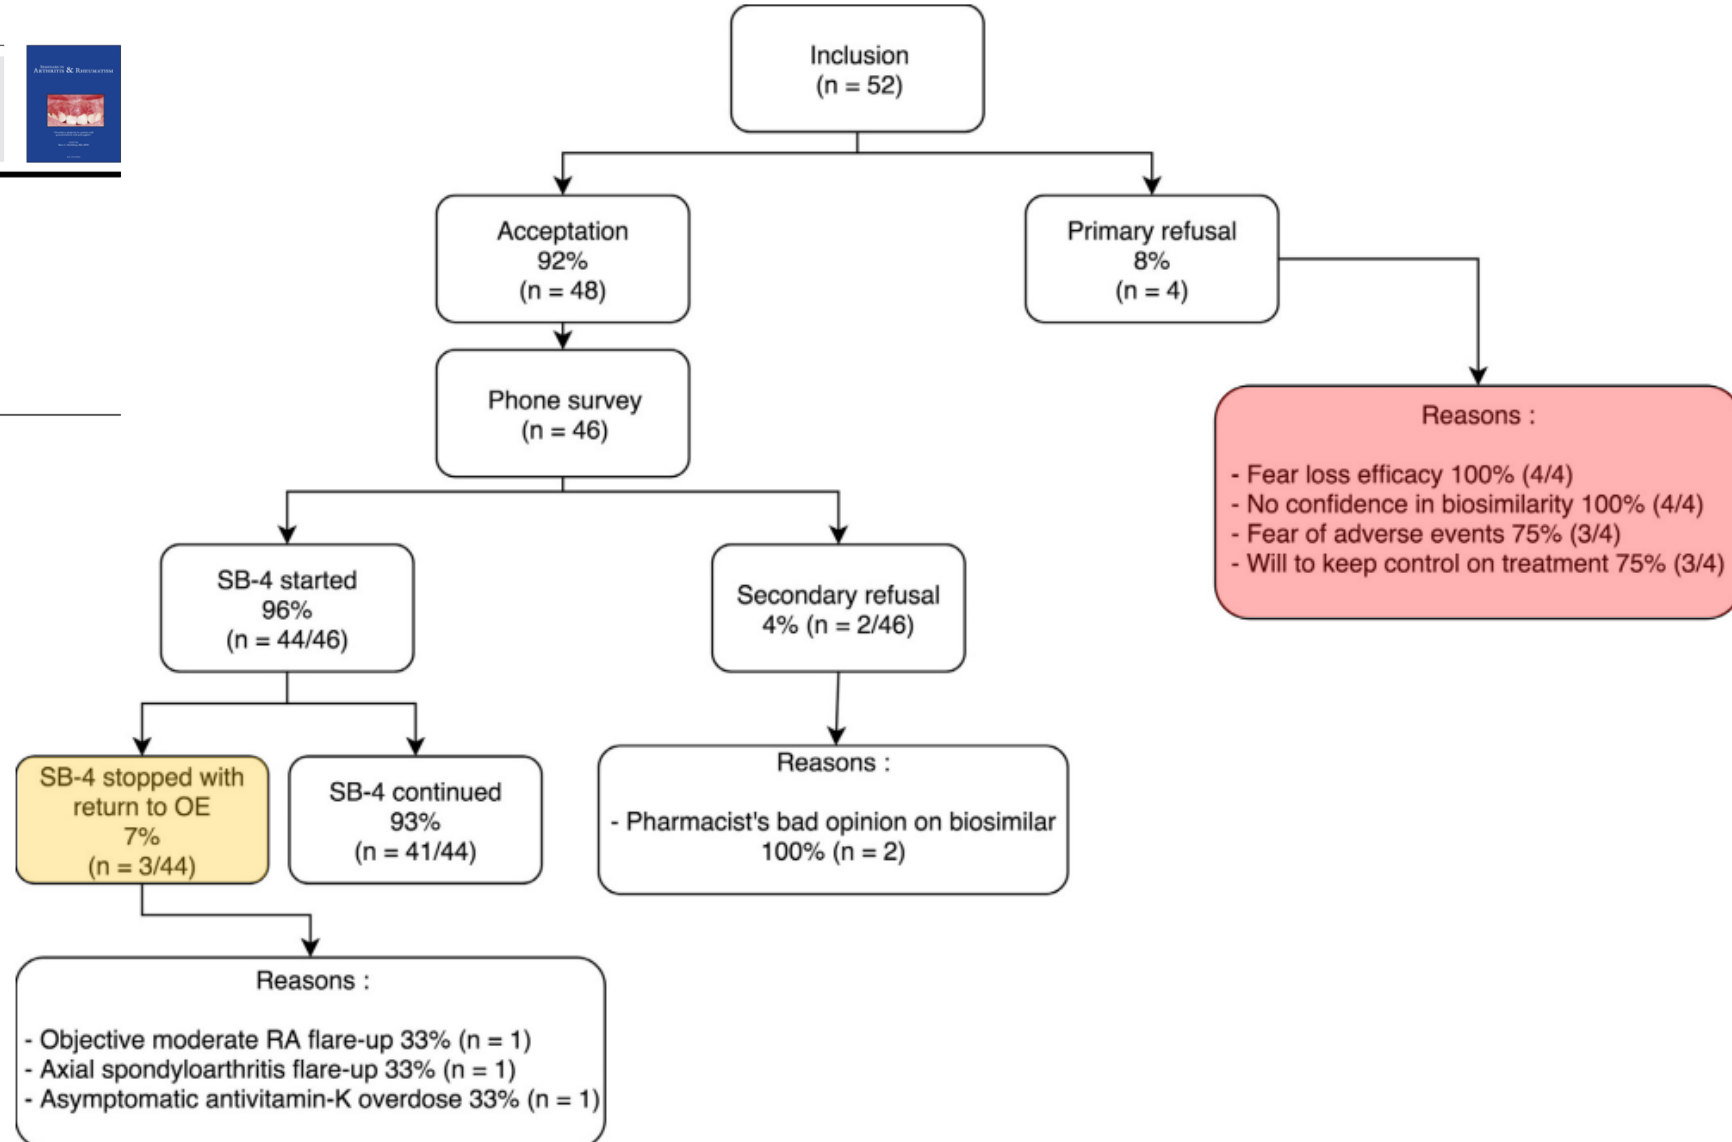 SEMINARS IN
ARTHRITIS & RHEUMATISM
Inclusion
(n = 52)
Acceptation
92%
(n = 48)
Primary refusal
8%
(n = 4)
Phone survey
(n = 46)
Reasons :
- Fear loss efficacy 100% (4/4)
- No confidence in biosimilarity 100% (4/4)
- Fear of adverse events 75% (3/4)
- Will to keep control on treatment 75% (3/4)
SB-4 started
96%
(n = 44/46)
Secondary refusal
4% (n = 2/46)
SB-4 stopped with
return to OE
7%
(n = 3/44)
SB-4 continued
93%
(n = 41/44)
Reasons :
- Pharmacist's bad opinion on biosimilar
100% (n = 2)
Reasons :
- Objective moderate RA flare-up 33% (n = 1)
- Axial spondyloarthritis flare-up 33% (n = 1)
- Asymptomatic antivitamin-K overdose 33% (n = 1)